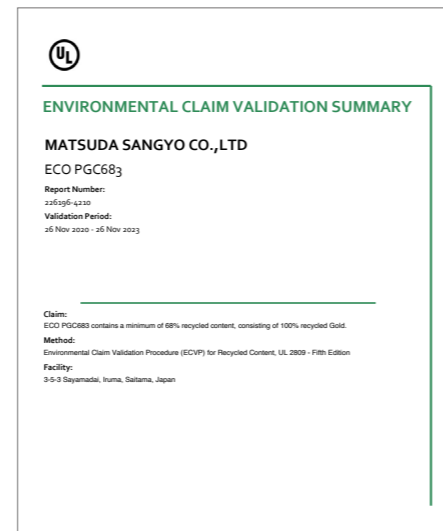 UL
ENVIRONMENTAL CLAIM VALIDATION SUMMARY
MATSUDA SANGYO CO.,LTD
ECO PGC683
Report Number:
226196-4210
Validation Period:
26 Nov 2020 - 26 Nov 2023
Claim:
ECO PGC683 contains a minimum of 68% recycled content, consisting of 100% recycled Gold.
Method:
Environmental Claim Validation Procedure (ECVP) for Recycled Content, UL 2809 - Fifth Edition
Facility:
3-5-3 Sayamadai, Iruma, Saitama, Japan